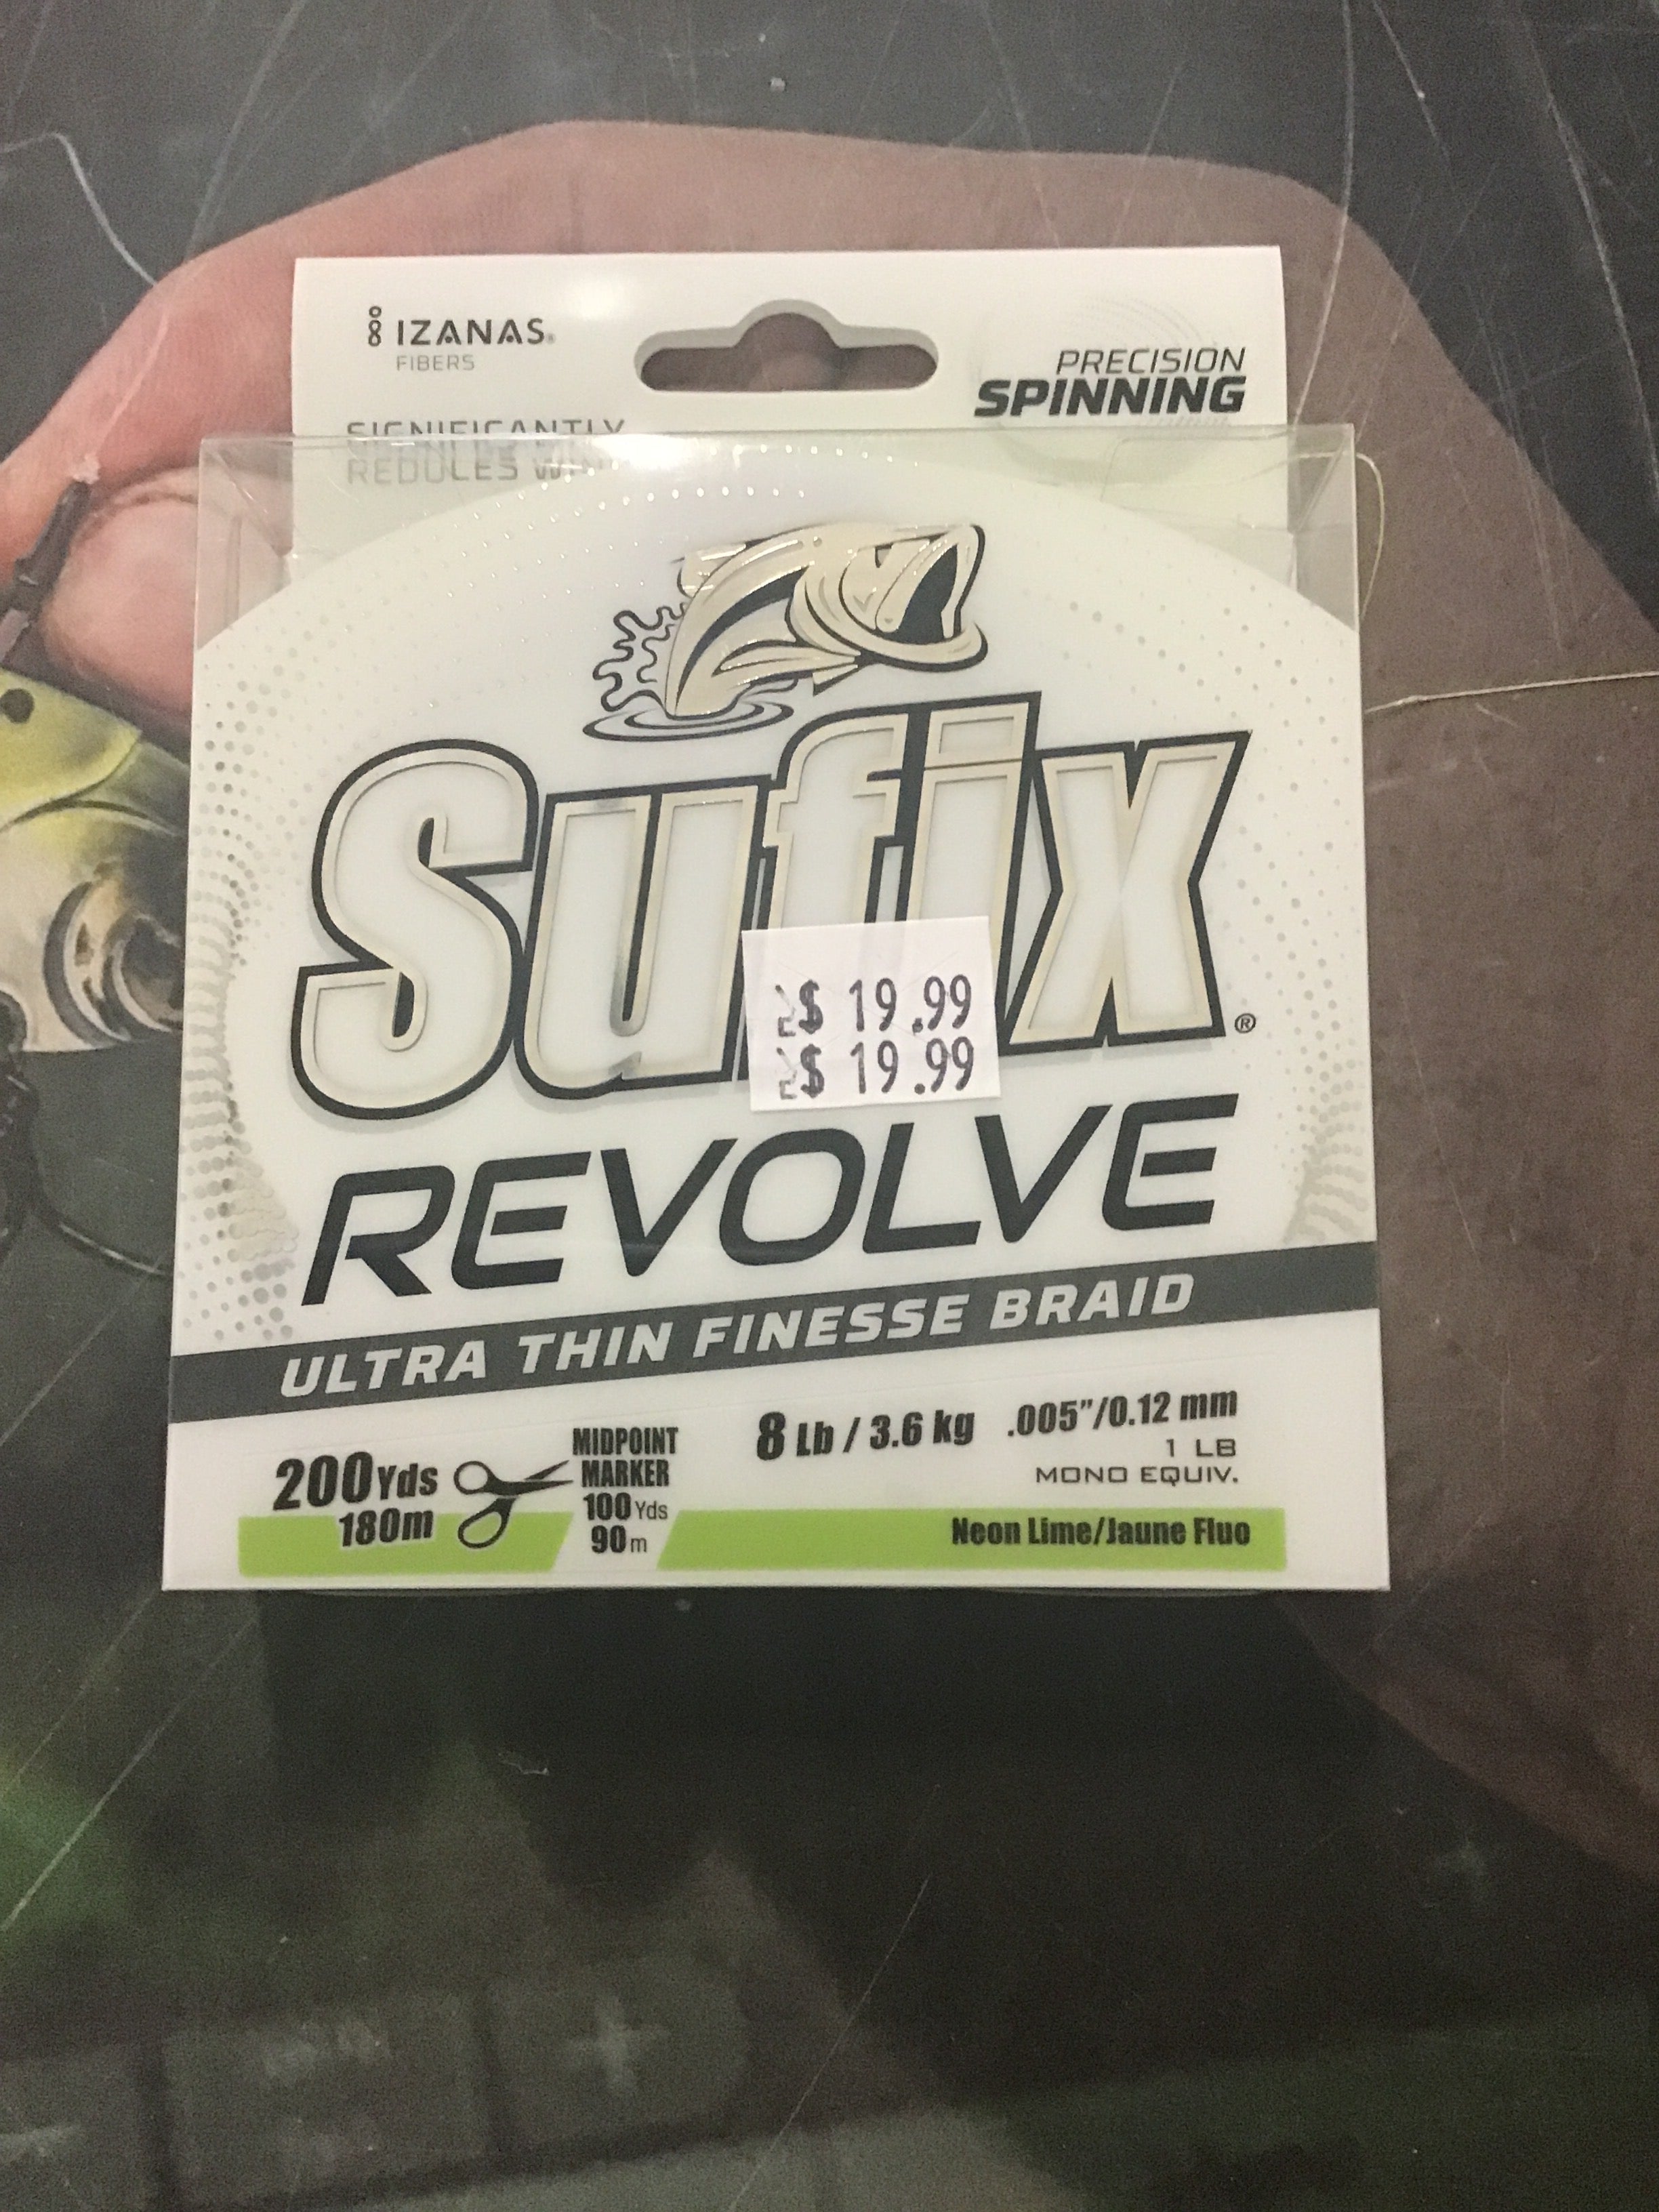 IZANAS®
FIBERS
PRECISION
SPINNING
SIGNIFICANTLY
REDUCES
Sufix®
$ 19.99
$ 19.99
REVOLVE
ULTRA THIN FINESSE BRAID
200Yds
180m
MIDPOINT
MARKER
100 Yds
90m
8 Lb / 3.6 kg .005"/0.12 mm
1 LB
MONO EQUIV.
Neon Lime/Jaune Fluo